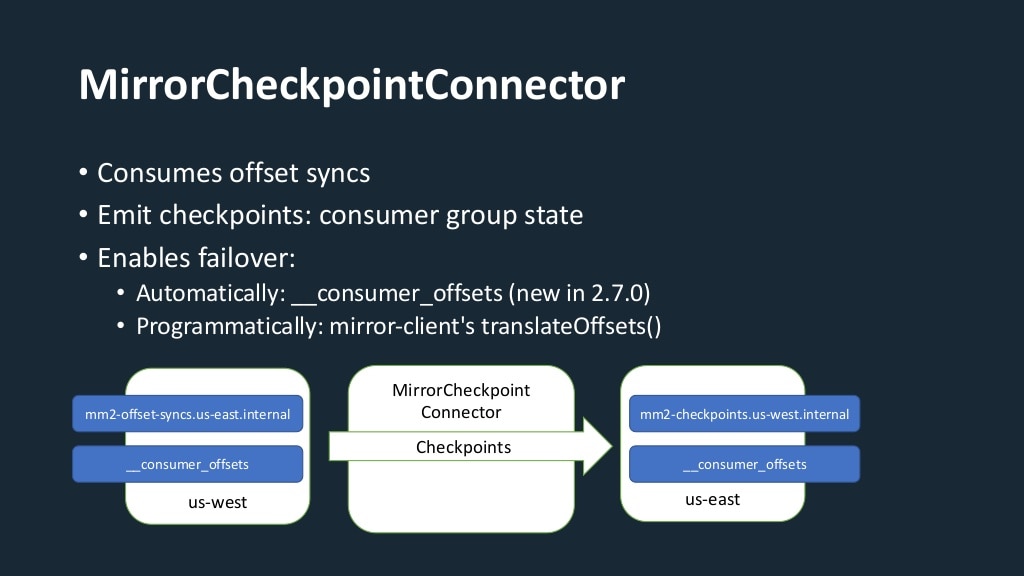 MirrorCheckpointConnector
• Consumes offset syncs
• Emit checkpoints: consumer group state
• Enables failover:
• Automatically: __consumer_offsets (new in 2.7.0)
• Programmatically: mirror-client's translateOffsets()
mm2-offset-syncs.us-east.internal
__consumer_offsets
us-west
MirrorCheckpoint
Connector
Checkpoints
mm2-checkpoints.us-west.internal
__consumer_offsets
us-east